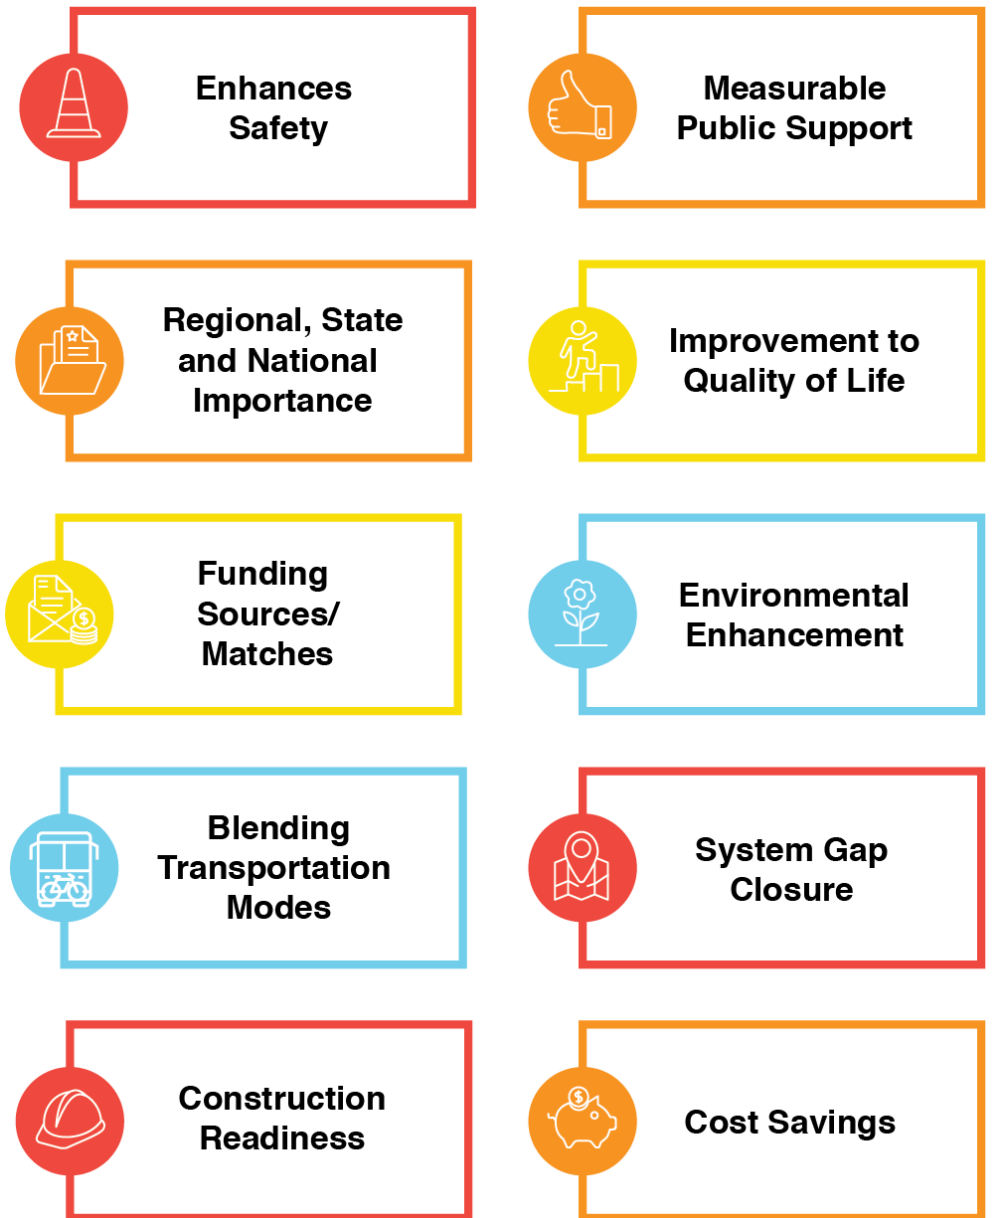 Enhances
Safety
Measurable
Public Support
Regional, State
and National
Importance
Improvement to
Quality of Life
Funding
Sources/
Matches
Environmental
Enhancement
Blending
Transportation
Modes
System Gap
Closure
Construction
Readiness
Cost Savings